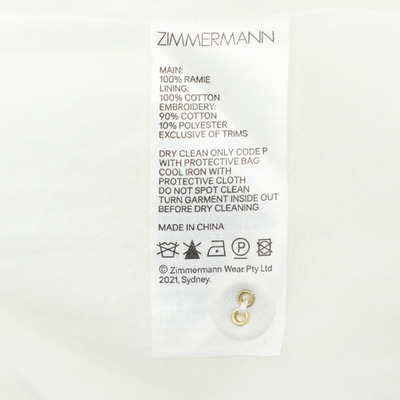 ZIMMERMANN
MAIN:
100% RAMIE
LINING:
100% COTTON
EMBROIDERY:
90% COTTON
10% POLYESTER
EXCLUSIVE OF TRIMS
DRY CLEAN ONLY CODE P
WITH PROTECTIVE BAG
COOL IRON WITH
PROTECTIVE CLOTH
DO NOT SPOT CLEAN
TURN GARMENT INSIDE OUT
BEFORE DRY CLEANING
MADE IN CHINA
P
© Zimmermann Wear Pty Ltd
2021, Sydney.